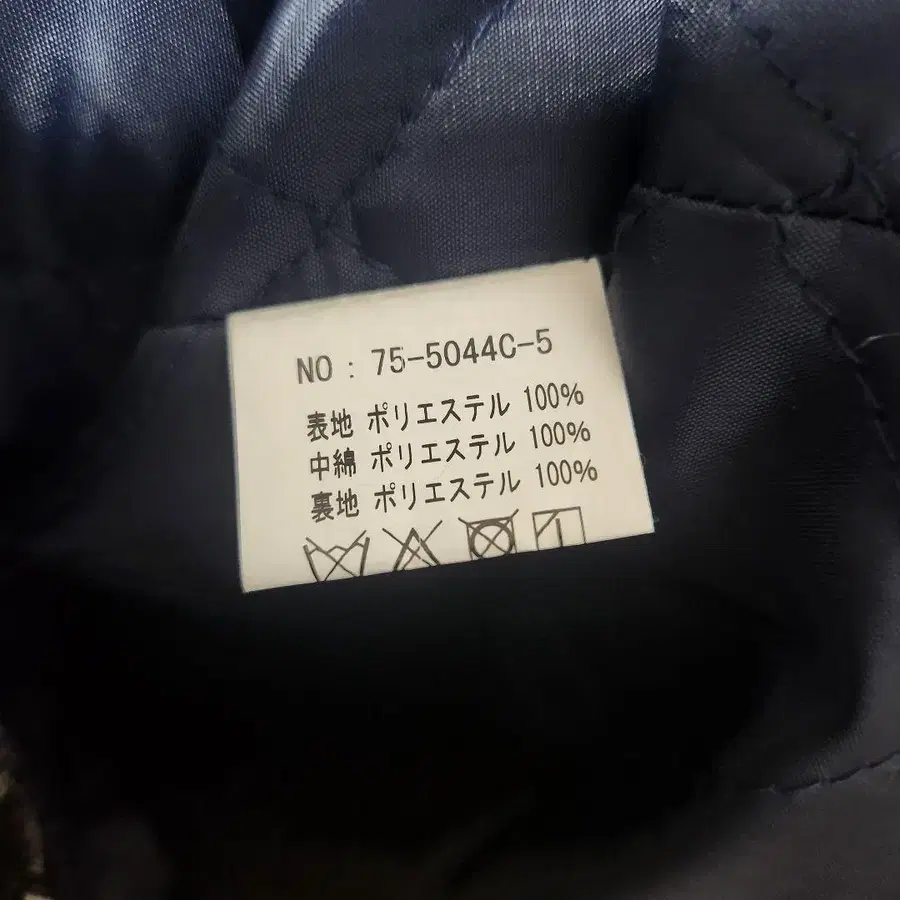 NO : 75-5044C-5
表地 ポリエステル 100%
中綿 ポリエステル 100%
裏地 ポリエステル 100%